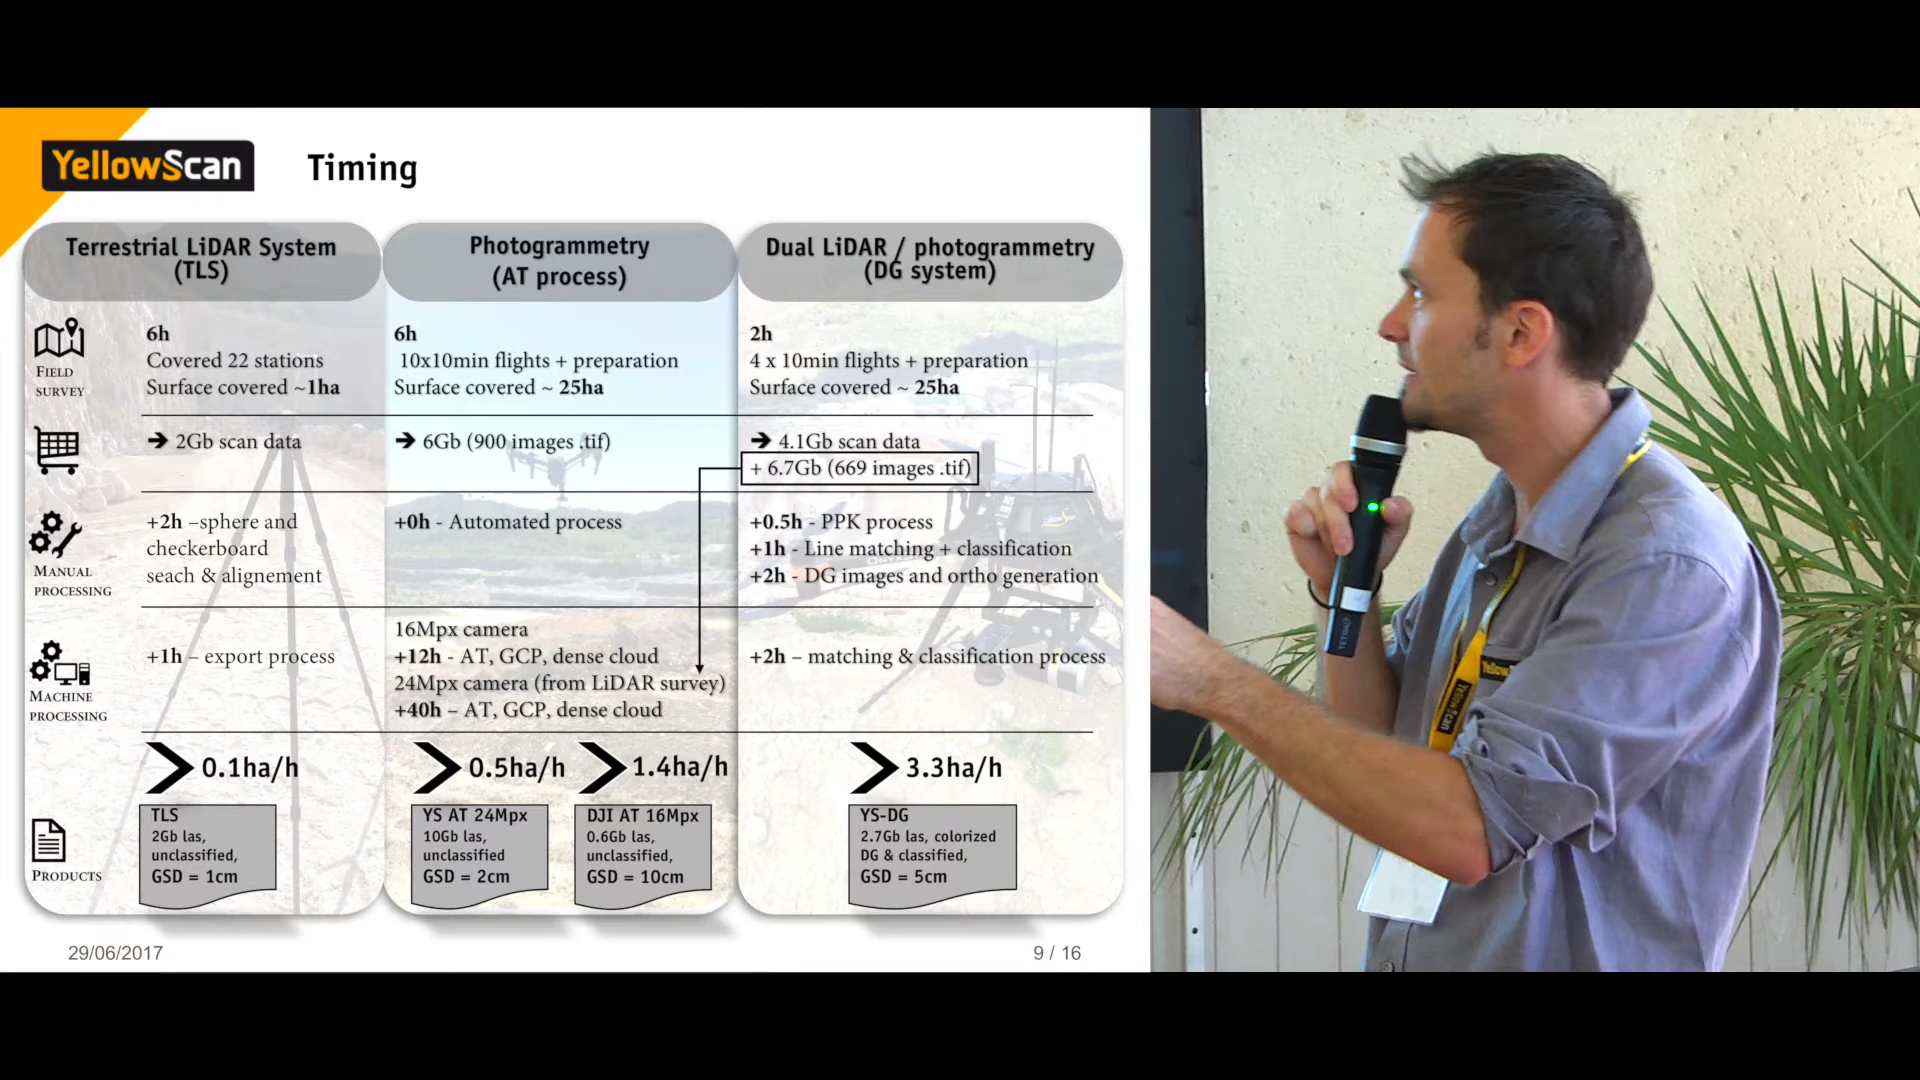 YellowScan
Timing
Terrestrial LiDAR System
(TLS)
Photogrammetry
(AT process)
Dual LiDAR / photogrammetry
(DG system)
FIELD
SURVEY
6h
Covered 22 stations
Surface covered ~1ha
6h
10x10min flights + preparation
Surface covered ~ 25ha
2h
4 x 10min flights + preparation
Surface covered ~ 25ha
➔ 2Gb scan data
➔ 6Gb (900 images .tif)
➔ 4.1Gb scan data
+ 6.7Gb (669 images .tif)
MANUAL
PROCESSING
+2h –sphere and
checkerboard
seach & alignement
+0h - Automated process
+0.5h - PPK process
+1h - Line matching + classification
+2h - DG images and ortho generation
MACHINE
PROCESSING
+1h – export process
16Mpx camera
+12h - AT, GCP, dense cloud
24Mpx camera (from LiDAR survey)
+40h – AT, GCP, dense cloud
+2h – matching & classification process
0.1ha/h
0.5ha/h
1.4ha/h
3.3ha/h
PRODUCTS
TLS
2Gb las,
unclassified,
GSD = 1cm
YS AT 24Mpx
10Gb las,
unclassified
GSD = 2cm
DJI AT 16Mpx
0.6Gb las,
unclassified,
GSD = 10cm
YS-DG
2.7Gb las, colorized
DG & classified,
GSD = 5cm
29/06/2017
9 / 16
YellowScan